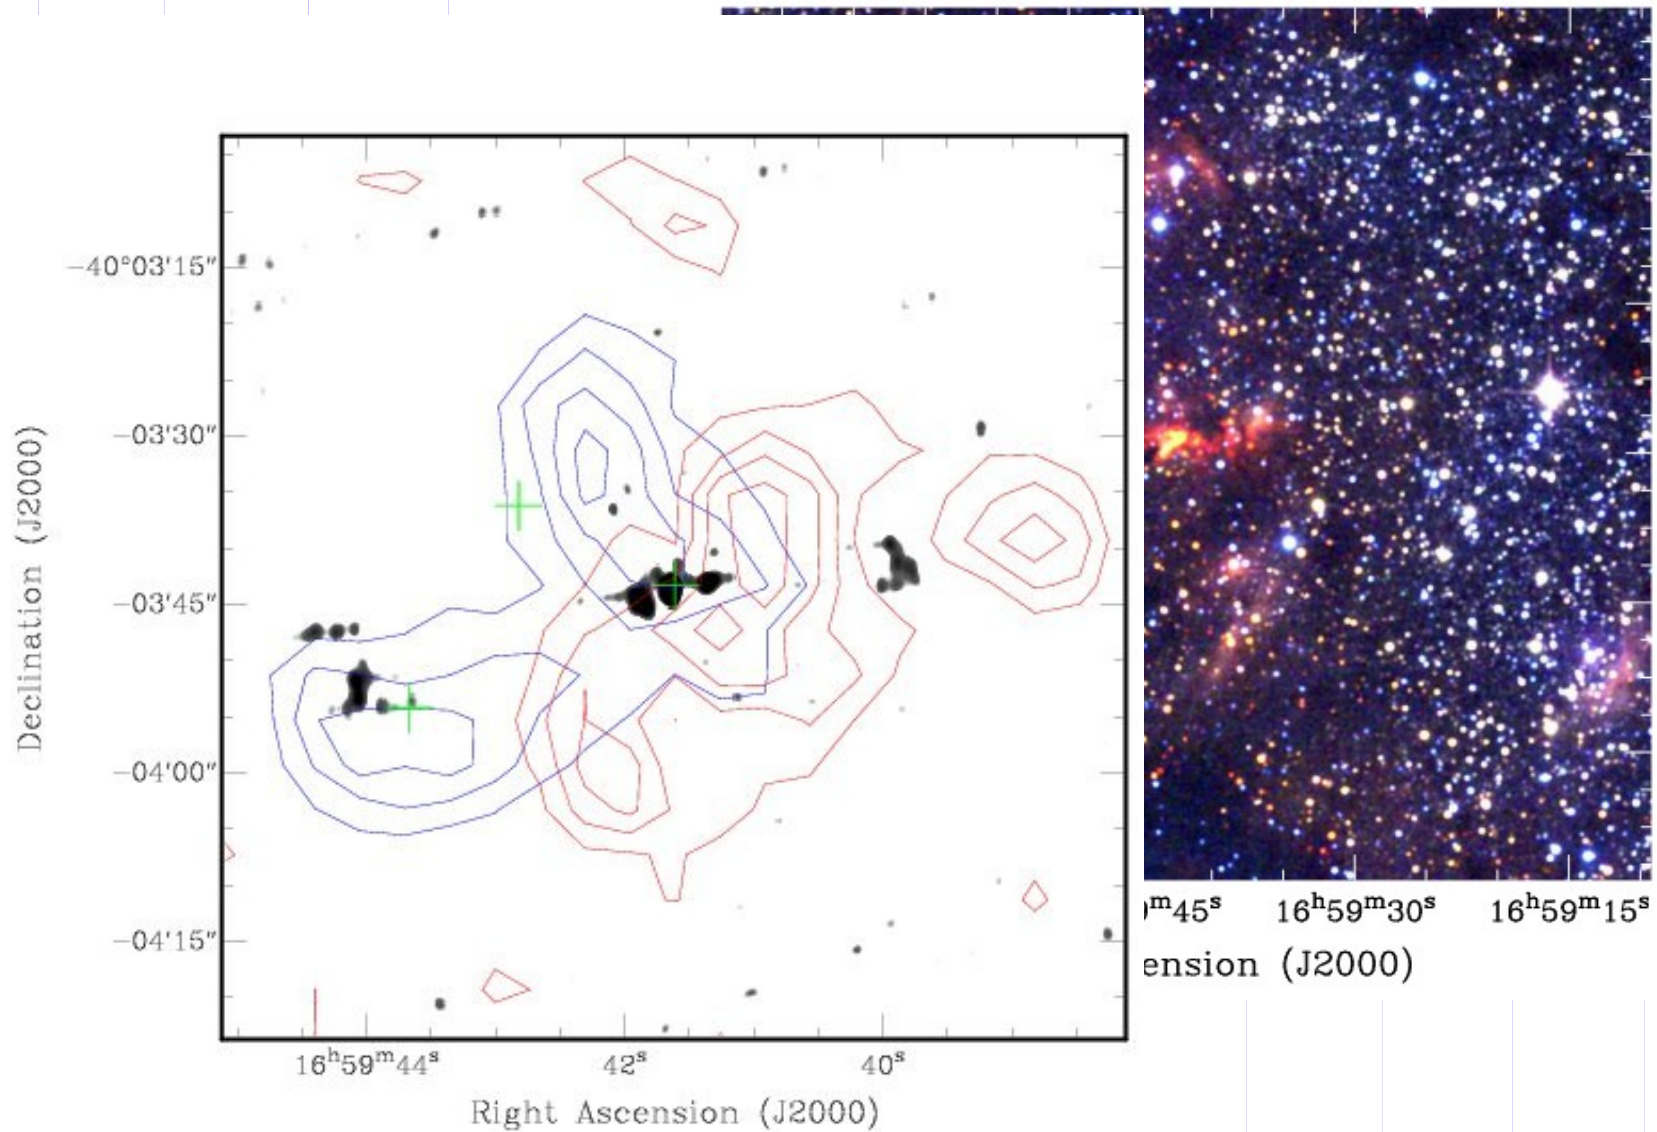 −40°03'15"
−03'30"
−03'45"
−04'00"
−04'15"
Declination (J2000)
16ʰ59ᵐ44ˢ 42ˢ 40ˢ
Right Ascension (J2000)
ᵐ45ˢ 16ʰ59ᵐ30ˢ 16ʰ59ᵐ15ˢ
ension (J2000)